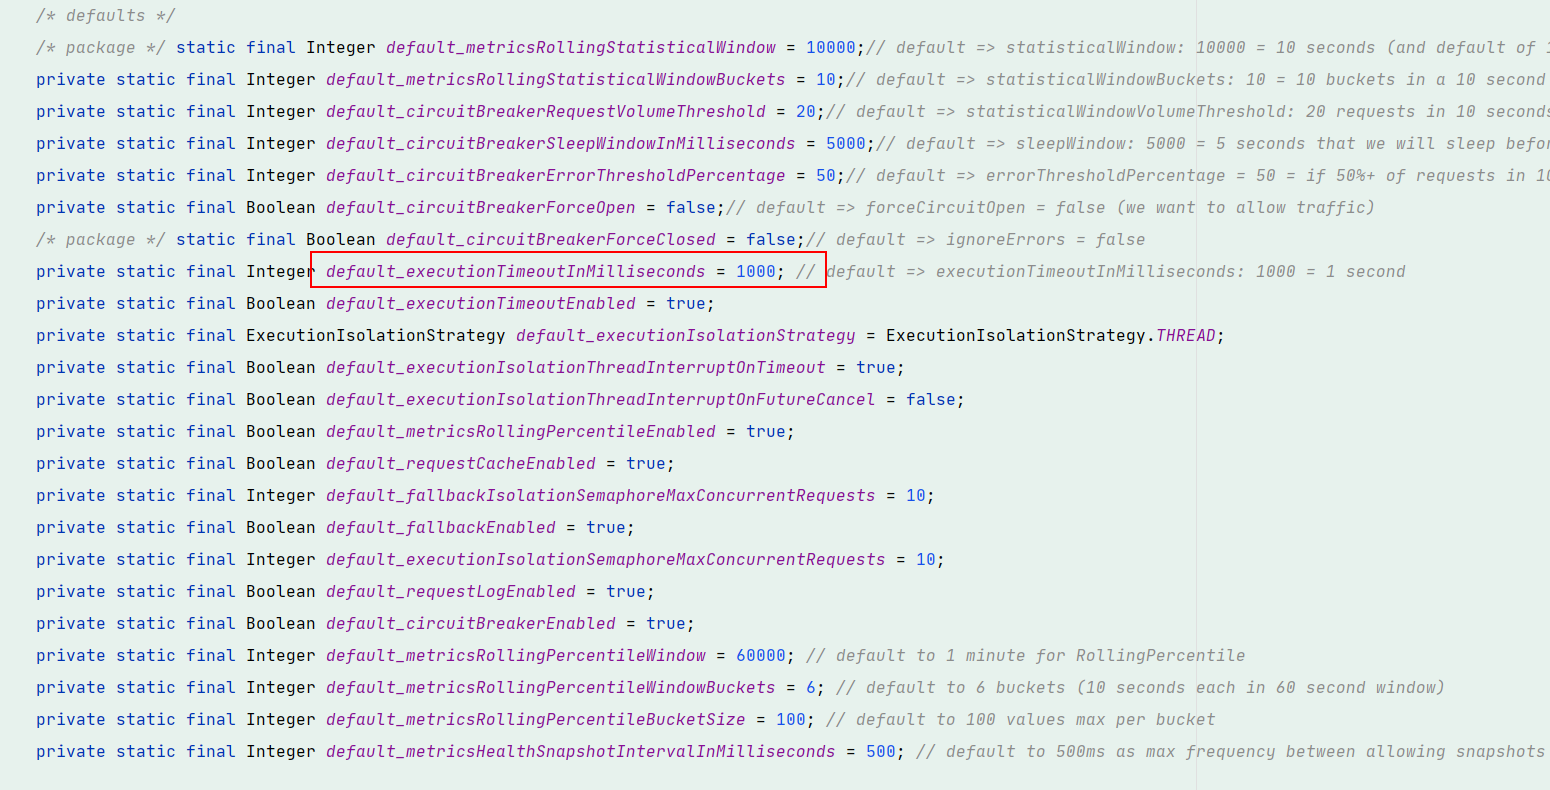 /* defaults */
/* package */ static final Integer default_metricsRollingStatisticalWindow = 10000;// default => statisticalWindow: 10000 = 10 seconds (and default of
private static final Integer default_metricsRollingStatisticalWindowBuckets = 10;// default => statisticalWindowBuckets: 10 = 10 buckets in a 10 second
private static final Integer default_circuitBreakerRequestVolumeThreshold = 20;// default => statisticalWindowVolumeThreshold: 20 requests in 10 seconds
private static final Integer default_circuitBreakerSleepWindowInMilliseconds = 5000;// default => sleepWindow: 5000 = 5 seconds that we will sleep
private static final Integer default_circuitBreakerErrorThresholdPercentage = 50;// default => errorThresholdPercentage = 50 = if 50%+ of requests in
private static final Boolean default_circuitBreakerForceOpen = false;// default => forceCircuitOpen = false (we want to allow traffic)
/* package */ static final Boolean default_circuitBreakerForceClosed = false;// default => ignoreErrors = false
private static final Integer default_executionTimeoutInMilliseconds = 1000; // default => executionTimeoutInMilliseconds: 1000 = 1 second
private static final Boolean default_executionTimeoutEnabled = true;
private static final ExecutionIsolationStrategy default_executionIsolationStrategy = ExecutionIsolationStrategy.THREAD;
private static final Boolean default_executionIsolationThreadInterruptOnTimeout = true;
private static final Boolean default_executionIsolationThreadInterruptOnFutureCancel = false;
private static final Boolean default_metricsRollingPercentileEnabled = true;
private static final Boolean default_requestCacheEnabled = true;
private static final Integer default_fallbackIsolationSemaphoreMaxConcurrentRequests = 10;
private static final Boolean default_fallbackEnabled = true;
private static final Integer default_executionIsolationSemaphoreMaxConcurrentRequests = 10;
private static final Boolean default_requestLogEnabled = true;
private static final Boolean default_circuitBreakerEnabled = true;
private static final Integer default_metricsRollingPercentileWindow = 60000; // default to 1 minute for RollingPercentile
private static final Integer default_metricsRollingPercentileWindowBuckets = 6; // default to 6 buckets (10 seconds each in 60 second window)
private static final Integer default_metricsRollingPercentileBucketSize = 100; // default to 100 values max per bucket
private static final Integer default_metricsHealthSnapshotIntervalInMilliseconds = 500; // default to 500ms as max frequency between allowing snapshots